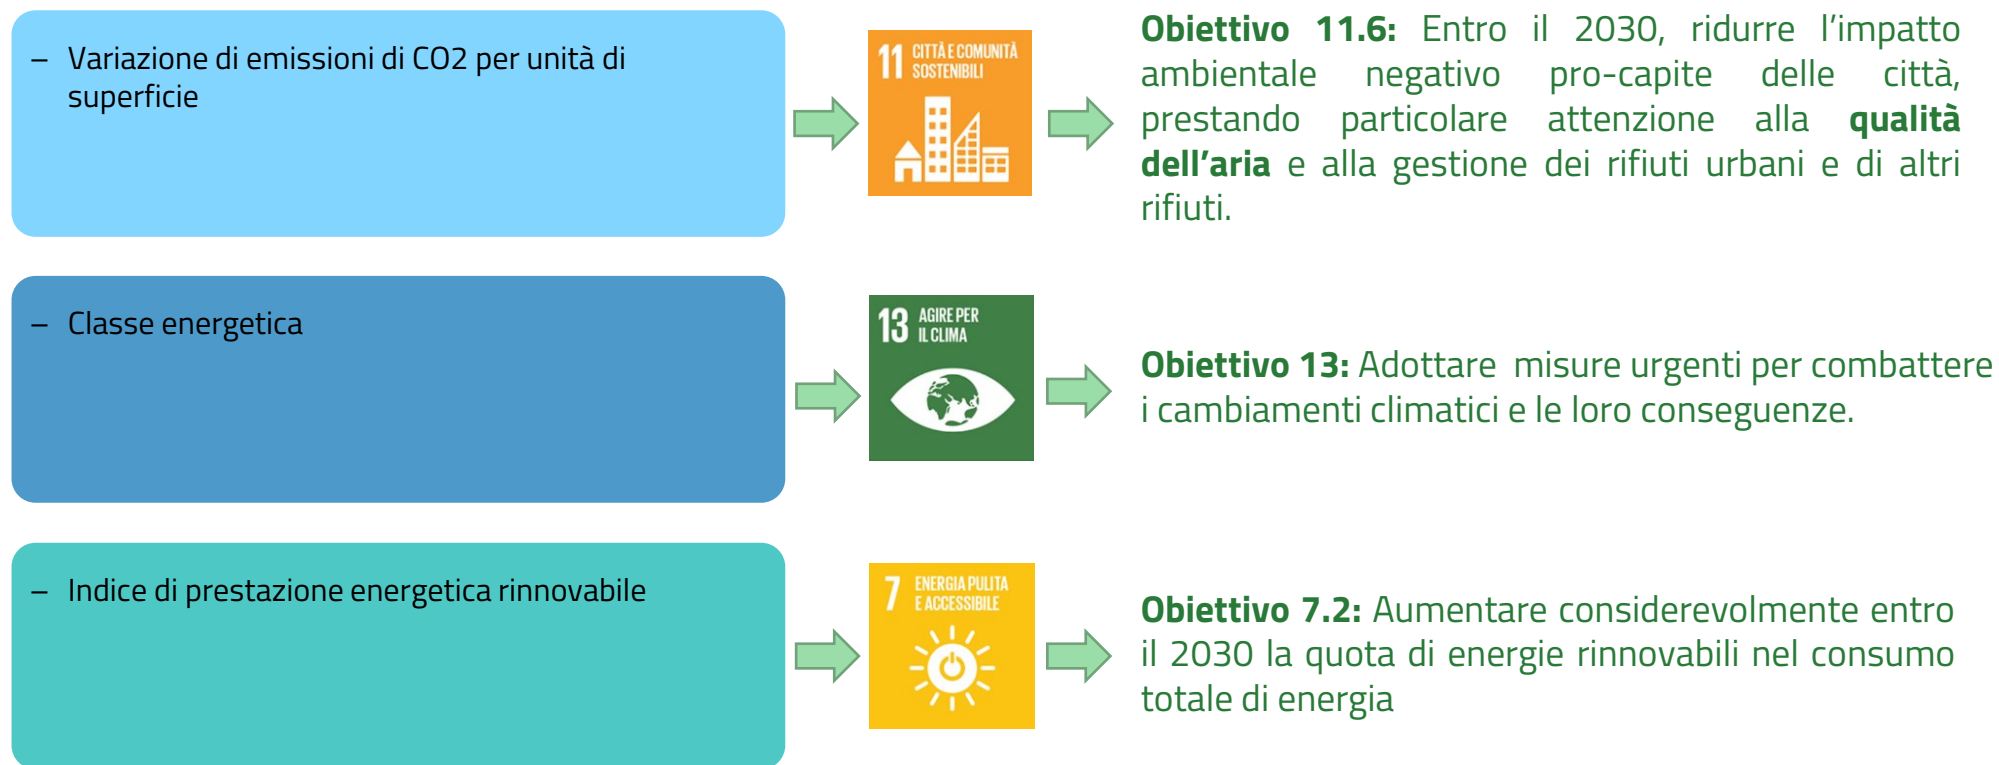 – Variazione di emissioni di CO2 per unità di
superficie
11 CITTÀ E COMUNITÀ
SOSTENIBILI
Obiettivo 11.6: Entro il 2030, ridurre l’impatto
ambientale negativo pro-capite delle città,
prestando particolare attenzione alla qualità
dell’aria e alla gestione dei rifiuti urbani e di altri
rifiuti.
– Classe energetica
13 AGIRE PER
IL CLIMA
Obiettivo 13: Adottare misure urgenti per combattere
i cambiamenti climatici e le loro conseguenze.
– Indice di prestazione energetica rinnovabile
7 ENERGIA PULITA
E ACCESSIBILE
Obiettivo 7.2: Aumentare considerevolmente entro
il 2030 la quota di energie rinnovabili nel consumo
totale di energia